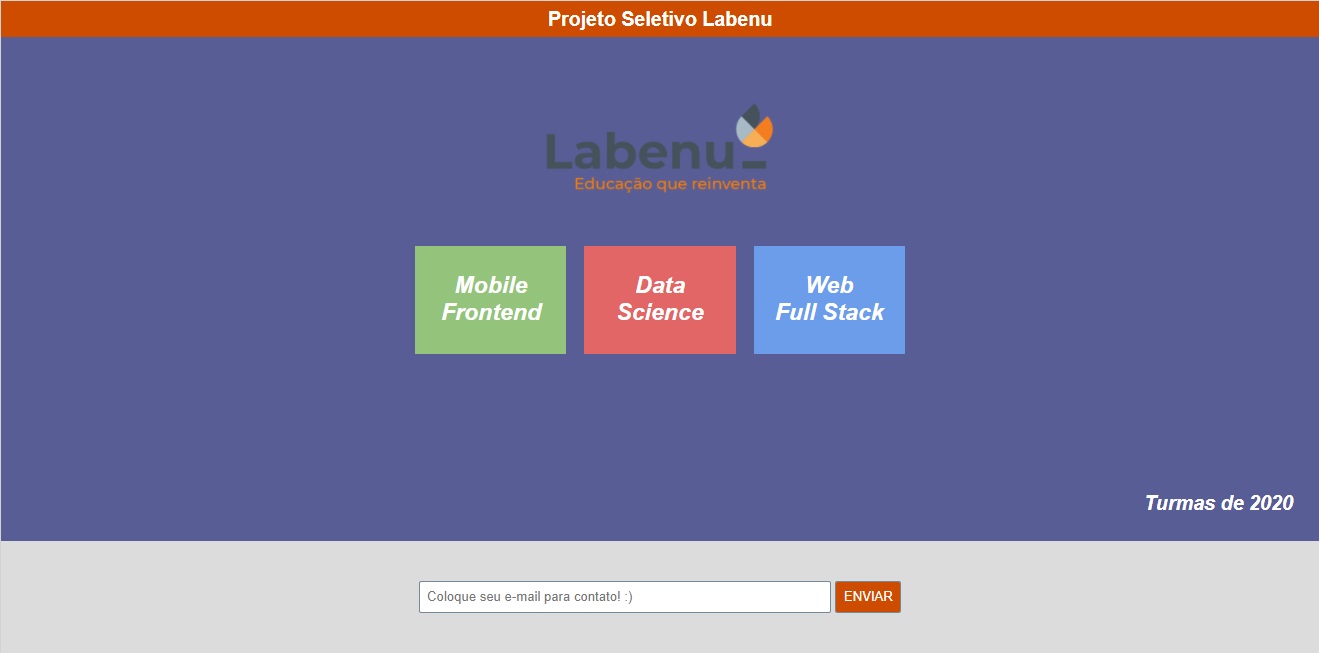 Projeto Seletivo Labenu
Labenu_
Educação que reinventa
Mobile
Frontend
Data
Science
Web
Full Stack
Turmas de 2020
Coloque seu e-mail para contato! :)
ENVIAR